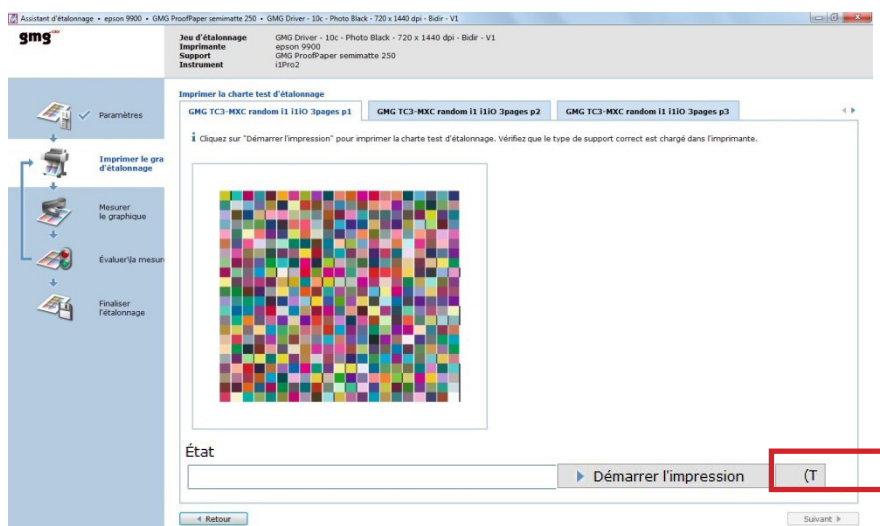 Assistant d'étalonnage • epson 9900 • GMG ProofPaper semimatte 250 • GMG Driver - 10c - Photo Black - 720 x 1440 dpi - Bidir - V1
gmg
Jeu d'étalonnage GMG Driver - 10c - Photo Black - 720 x 1440 dpi - Bidir - V1
Imprimante epson 9900
Support GMG ProofPaper semimatte 250
Instrument i1Pro2
Paramètres
Imprimer le gra
d'étalonnage
Mesurer
le graphique
Évaluer\la mesur
Finaliser
l'étalonnage
Imprimer la charte test d'étalonnage
GMG TC3-MXC random i1 i1iO 3pages p1 GMG TC3-MXC random i1 i1iO 3pages p2 GMG TC3-MXC random i1 i1iO 3pages p3
i Cliquez sur "Démarrer l'impression" pour imprimer la charte test d'étalonnage. Vérifiez que le type de support correct est chargé dans l'imprimante.
État
Démarrer l'impression (T
Retour Suivant